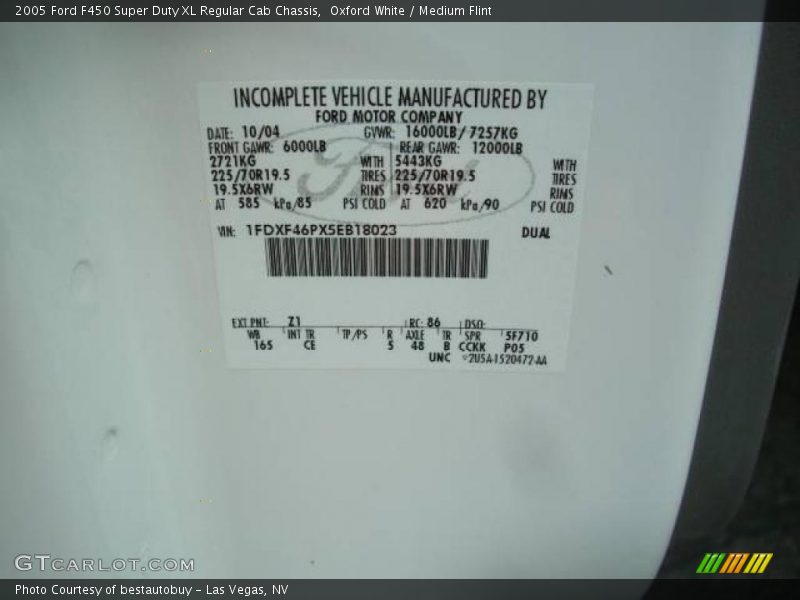 2005 Ford F450 Super Duty XL Regular Cab Chassis,  Oxford White / Medium Flint
INCOMPLETE VEHICLE MANUFACTURED BY
FORD MOTOR COMPANY
DATE: 10/04 GVWR: 16000LB/ 7257KG
FRONT GAWR: 6000LB REAR GAWR: 12000LB
2721KG WITH 5443KG WITH
225/70R19.5 TIRES 225/70R19.5 TIRES
19.5X6RW RIMS 19.5X6RW RIMS
AT 585 kPa/85 PSI COLD AT 620 kPa/90 PSI COLD
VIN: 1FDXF46PX5EB18023 DUAL
EXT PNT: Z1 RC: 86 DSO:
WB INT TR TP/PS R AXLE TR SPR 5F710
165 CE 5 48 B CCKK P05
UNC 2U5A-1520472-AA
Ford
GTCARLOT.COM
Photo Courtesy of bestautobuy – Las Vegas, NV